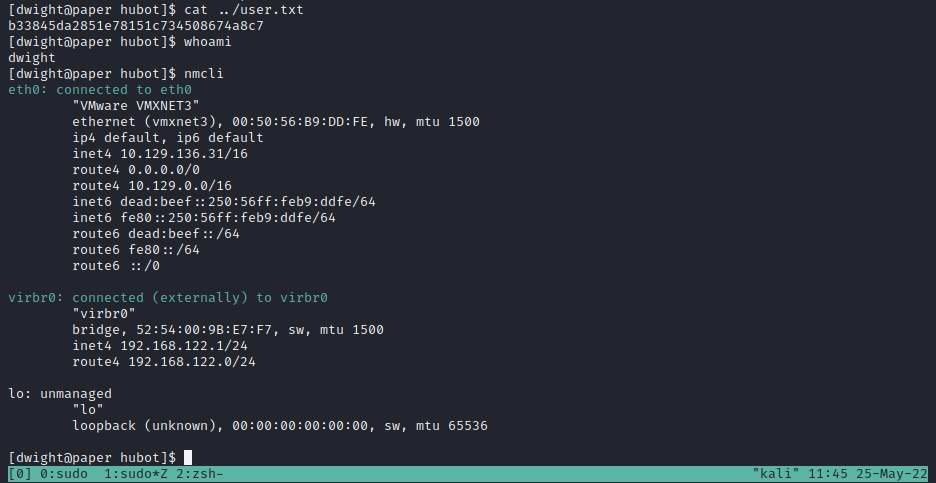 [dwight@paper hubot]$ cat ../user.txt
b33845da2851e78151c734508674a8c7
[dwight@paper hubot]$ whoami
dwight
[dwight@paper hubot]$ nmcli
eth0: connected to eth0
        "VMware VMXNET3"
        ethernet (vmxnet3), 00:50:56:B9:DD:FE, hw, mtu 1500
        ip4 default, ip6 default
        inet4 10.129.136.31/16
        route4 0.0.0.0/0
        route4 10.129.0.0/16
        inet6 dead:beef::250:56ff:feb9:ddfe/64
        inet6 fe80::250:56ff:feb9:ddfe/64
        route6 dead:beef::/64
        route6 fe80::/64
        route6 ::/0

virbr0: connected (externally) to virbr0
        "virbr0"
        bridge, 52:54:00:9B:E7:F7, sw, mtu 1500
        inet4 192.168.122.1/24
        route4 192.168.122.0/24

lo: unmanaged
        "lo"
        loopback (unknown), 00:00:00:00:00:00, sw, mtu 65536

[dwight@paper hubot]$
[0] 0:sudo  1:sudo*Z 2:zsh- "kali" 11:45 25-May-22